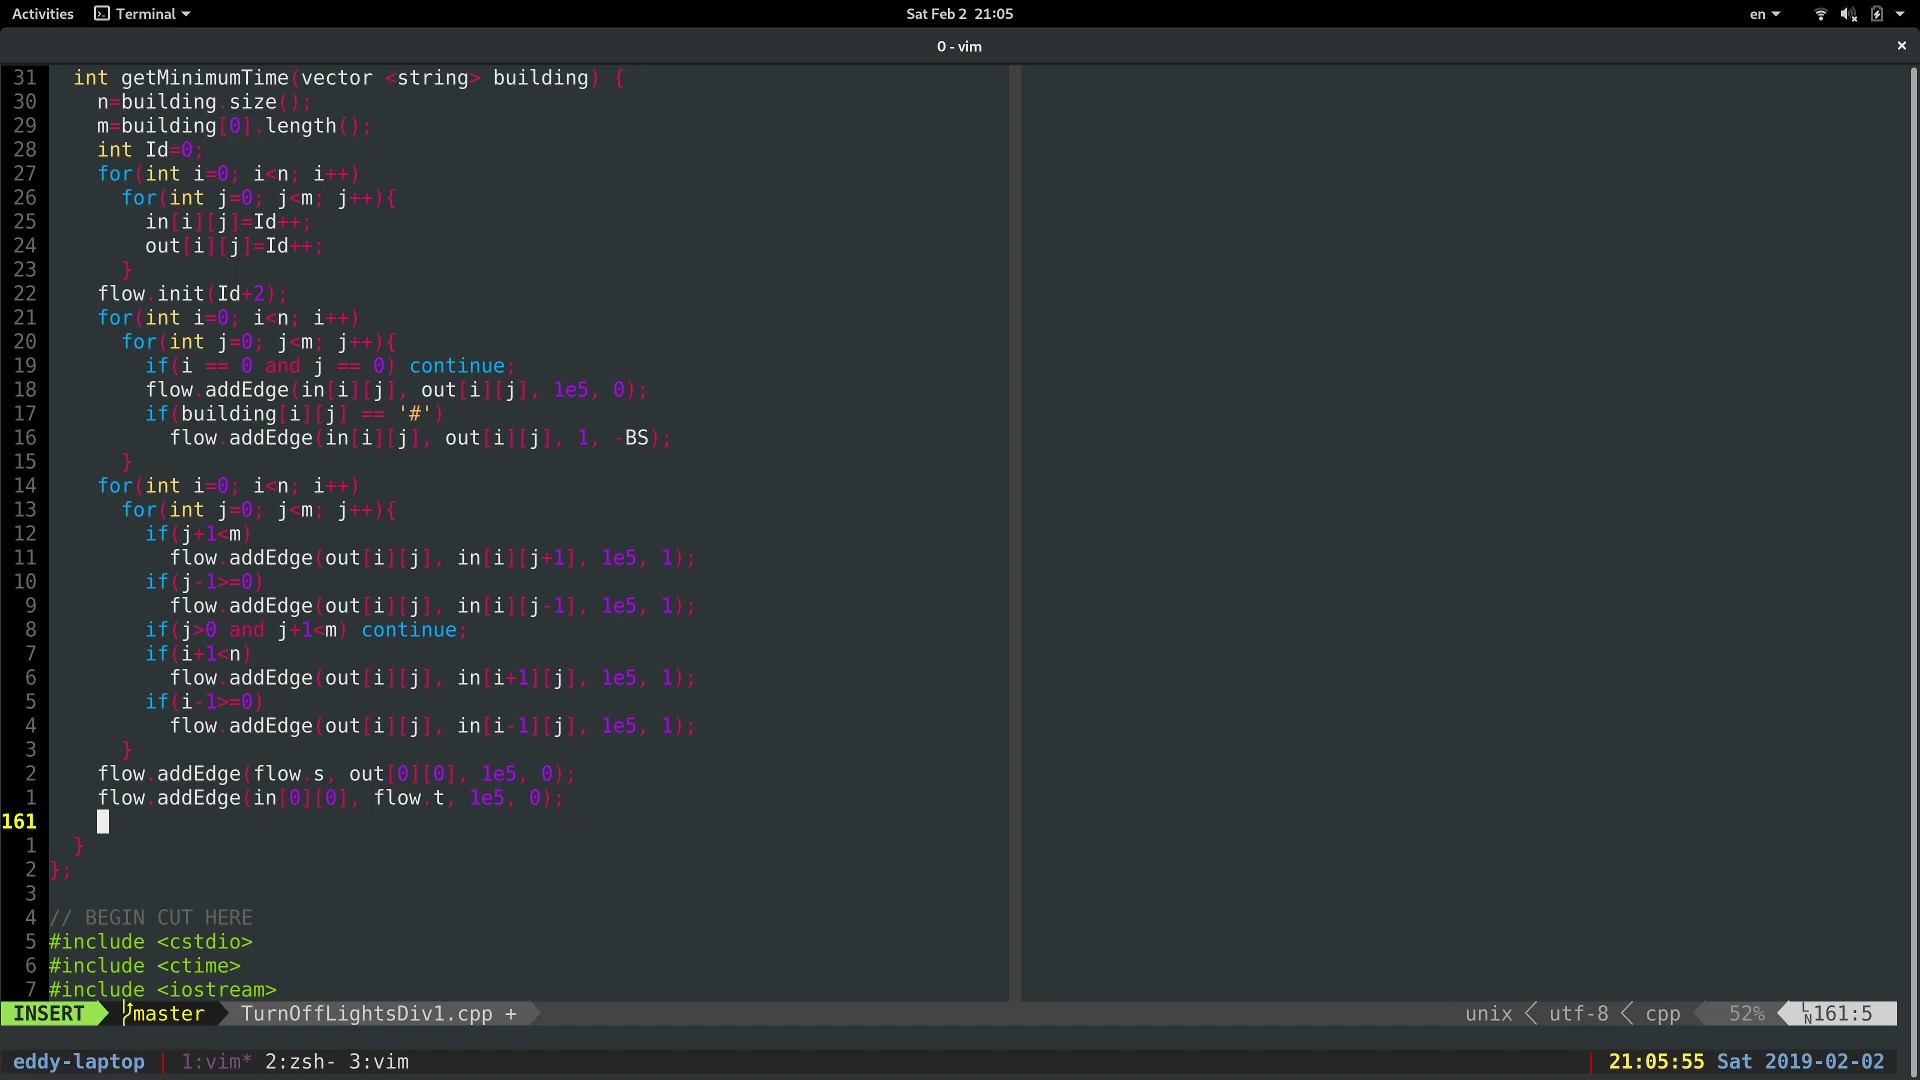 Activities Terminal Sat Feb 2 21:05 en
0 - vim
31   int getMinimumTime(vector <string> building) {
30     n=building.size();
29     m=building[0].length();
28     int Id=0;
27     for(int i=0; i<n; i++)
26       for(int j=0; j<m; j++){
25         in[i][j]=Id++;
24         out[i][j]=Id++;
23       }
22     flow.init(Id+2);
21     for(int i=0; i<n; i++)
20       for(int j=0; j<m; j++){
19         if(i == 0 and j == 0) continue;
18         flow.addEdge(in[i][j], out[i][j], 1e5, 0);
17         if(building[i][j] == '#')
16           flow.addEdge(in[i][j], out[i][j], 1, -BS);
15       }
14     for(int i=0; i<n; i++)
13       for(int j=0; j<m; j++){
12         if(j+1<m)
11           flow.addEdge(out[i][j], in[i][j+1], 1e5, 1);
10         if(j-1>=0)
9           flow.addEdge(out[i][j], in[i][j-1], 1e5, 1);
8         if(j>0 and j+1<m) continue;
7         if(i+1<n)
6           flow.addEdge(out[i][j], in[i+1][j], 1e5, 1);
5         if(i-1>=0)
4           flow.addEdge(out[i][j], in[i-1][j], 1e5, 1);
3       }
2     flow.addEdge(flow.s, out[0][0], 1e5, 0);
1     flow.addEdge(in[0][0], flow.t, 1e5, 0);
161
1   }
2 };
3
4 // BEGIN CUT HERE
5 #include <cstdio>
6 #include <ctime>
7 #include <iostream>
INSERT master TurnOffLightsDiv1.cpp + unix < utf-8 < cpp 52% LN 161:5
eddy-laptop | 1:vim* 2:zsh- 3:vim | 21:05:55 Sat 2019-02-02